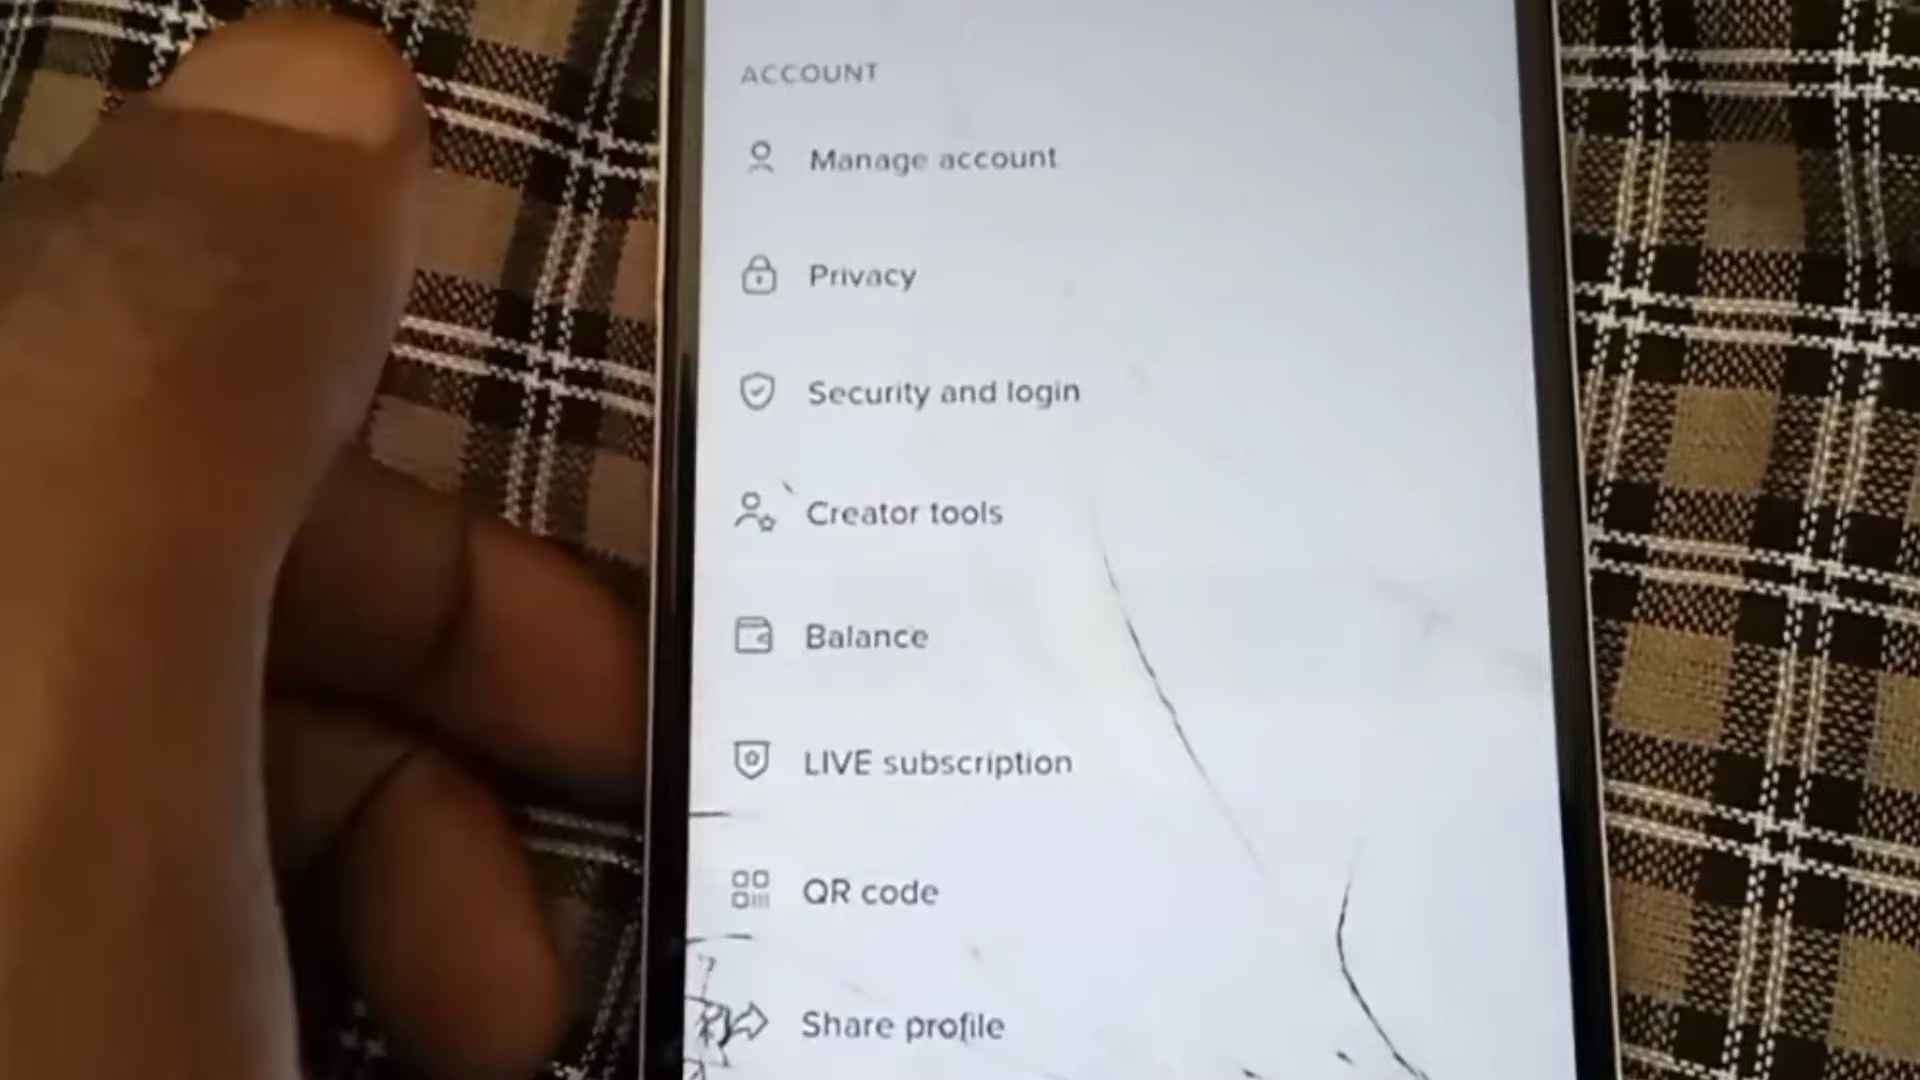 ACCOUNT
Manage account
Privacy
Security and login
Creator tools
Balance
LIVE subscription
QR code
Share profile